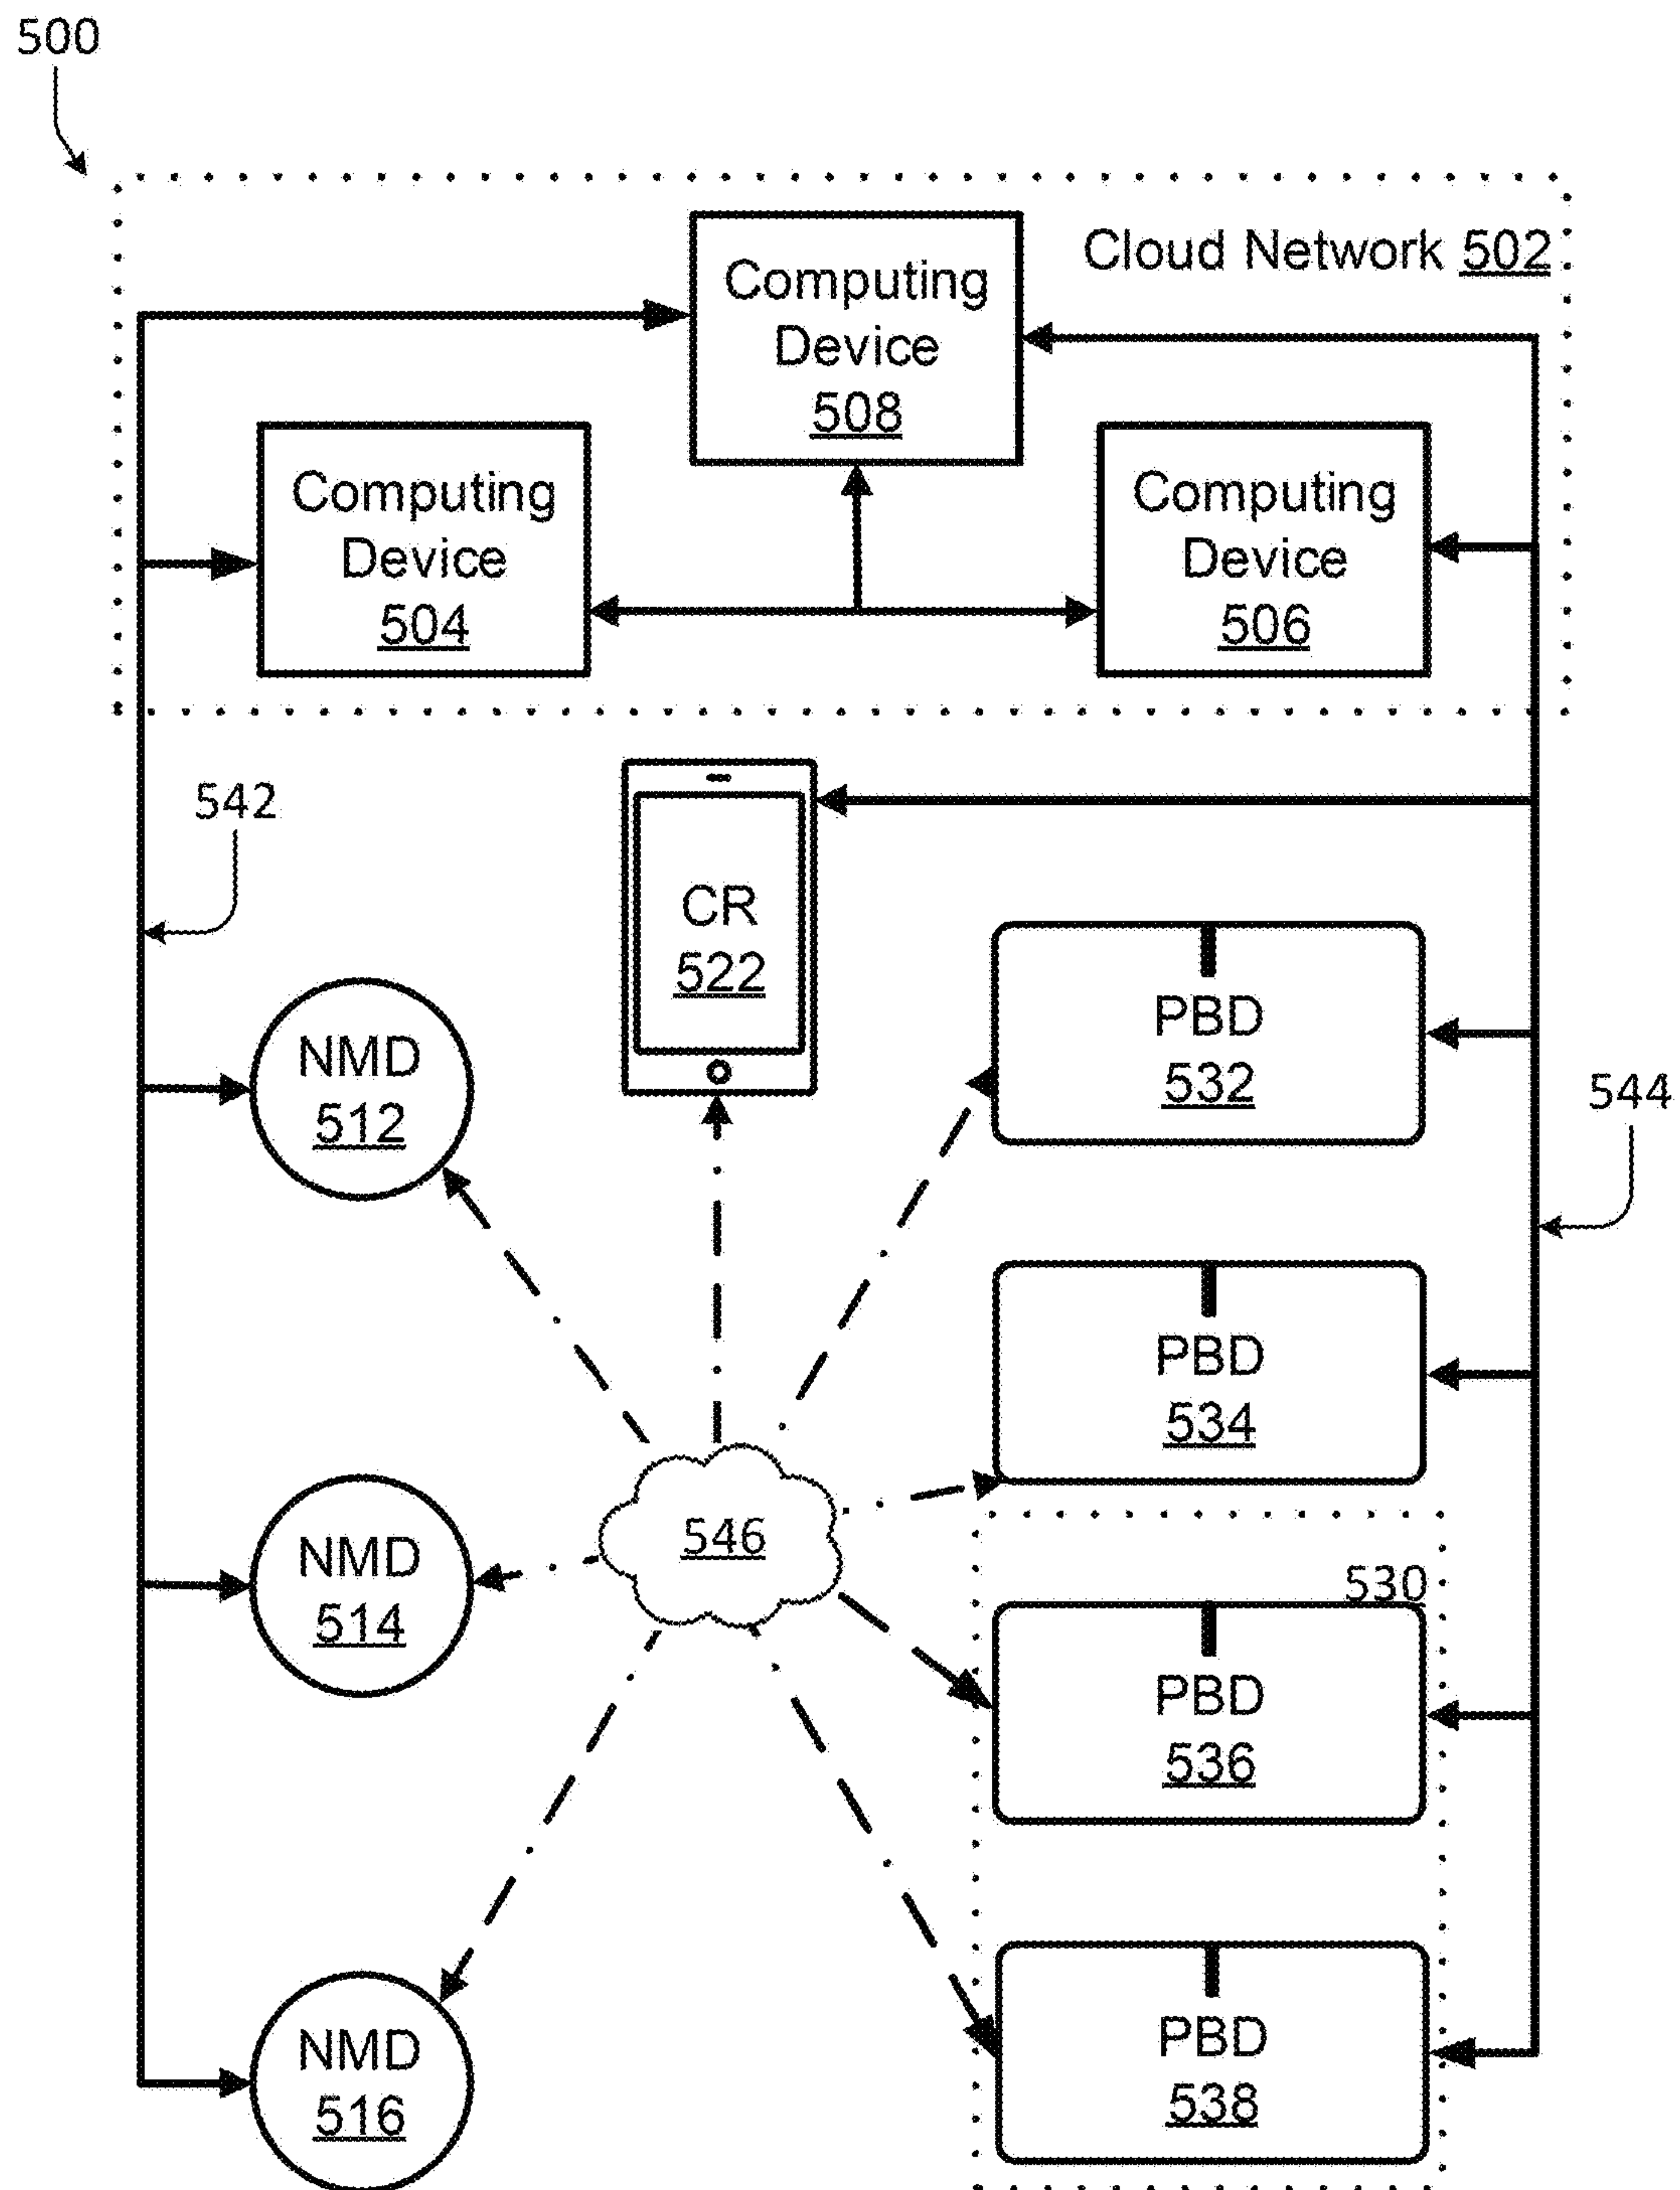 500
Cloud Network 502
Computing
Device
508
Computing
Device
504
Computing
Device
506
542
CR
522
NMD
512
PBD
532
544
PBD
534
546
NMD
514
530
PBD
536
NMD
516
PBD
538